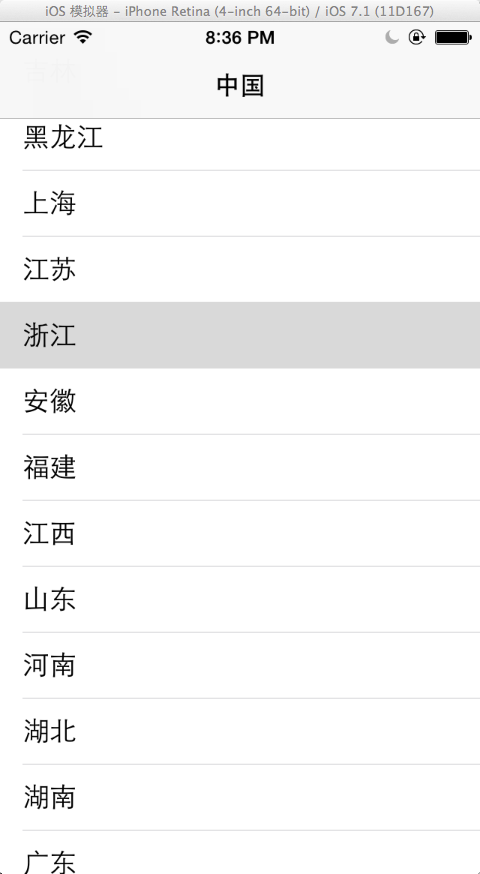 iOS 模拟器 – iPhone Retina (4-inch 64-bit) / iOS 7.1 (11D167)
Carrier 8:36 PM
中国
黑龙江
上海
江苏
浙江
安徽
福建
江西
山东
河南
湖北
湖南
广东